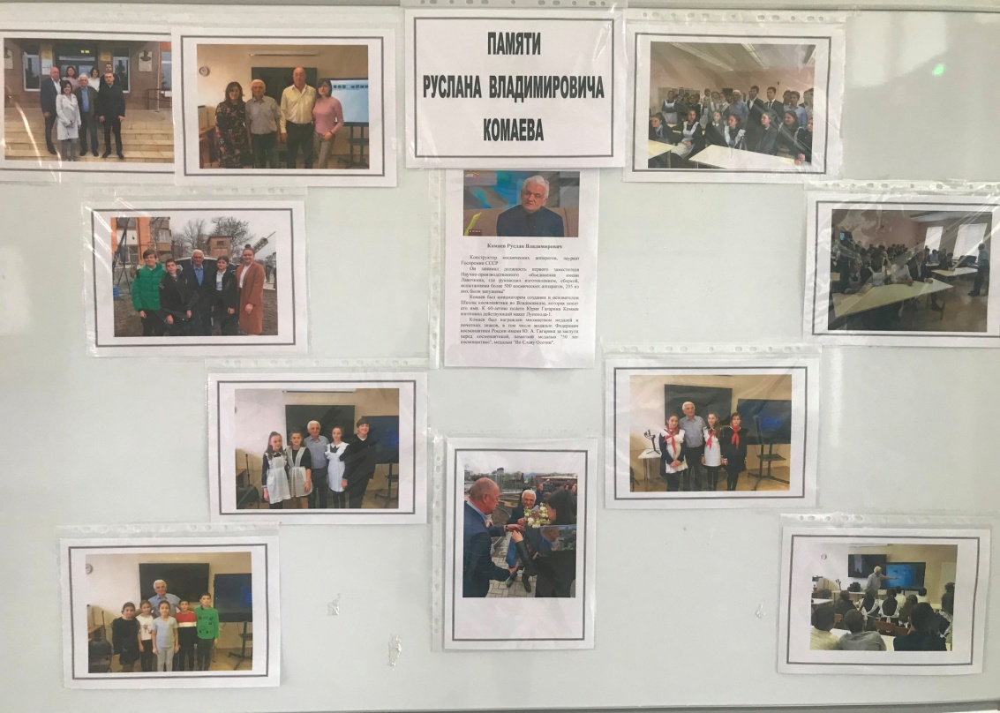 ПАМЯТИ
РУСЛАНА ВЛАДИМИРОВИЧА
КОМАЕВА
Комаев Руслан Владимирович
Конструктор космических аппаратов, лауреат
Госпремии СССР
Он занимал должность первого заместителя
Научно-производственного объединения имени
Лавочкина, где руководил изготовлением, сборкой,
испытаниями более 500 космических аппаратов, 295 из
них были запущены"
Комаев был инициатором создания и основателем
Школы космонавтики во Владикавказе, которая носит
его имя. К 60-летию полета Юрия Гагарина Комаев
изготовил действующий макет Лунохода-1.
Комаев был награжден множеством медалей и
почетных знаков, в том числе медалью Федерации
космонавтики России имени Ю. А. Гагарина за заслуги
перед космонавтикой, памятной медалью "50 лет
космонавтике", медалью "Во Славу Осетии".